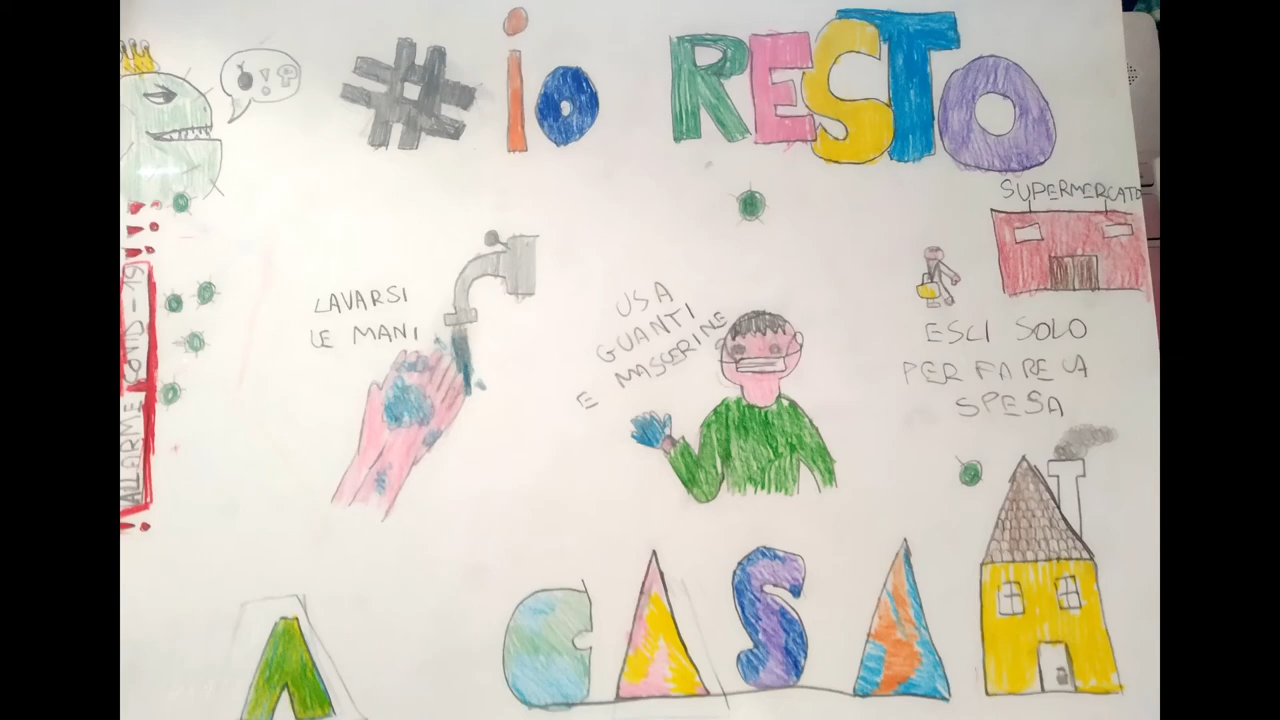 #io RESTO
SUPERMERCATO
ALLARME COVID-19
LAVARSI
LE MANI
USA
GUANTI
E MASCERINE
ESCI SOLO
PER FARE LA
SPESA
A CASA